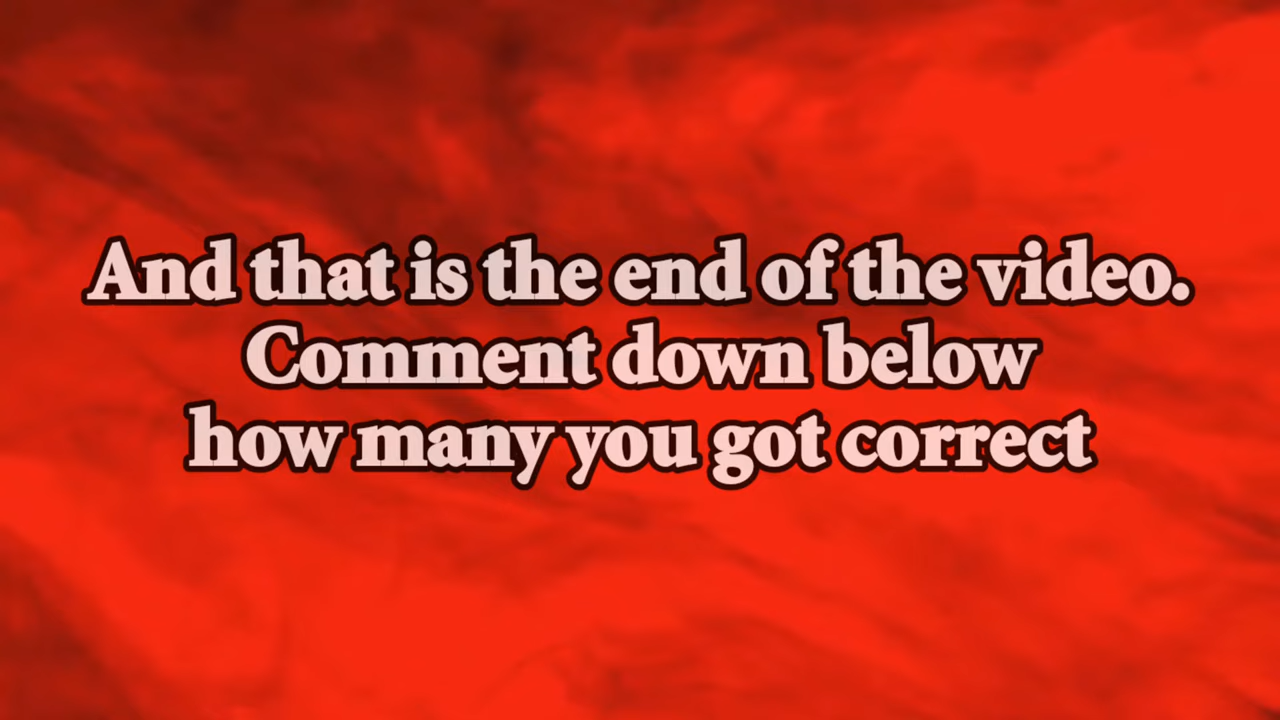 And that is the end of the video.
Comment down below
how many you got correct